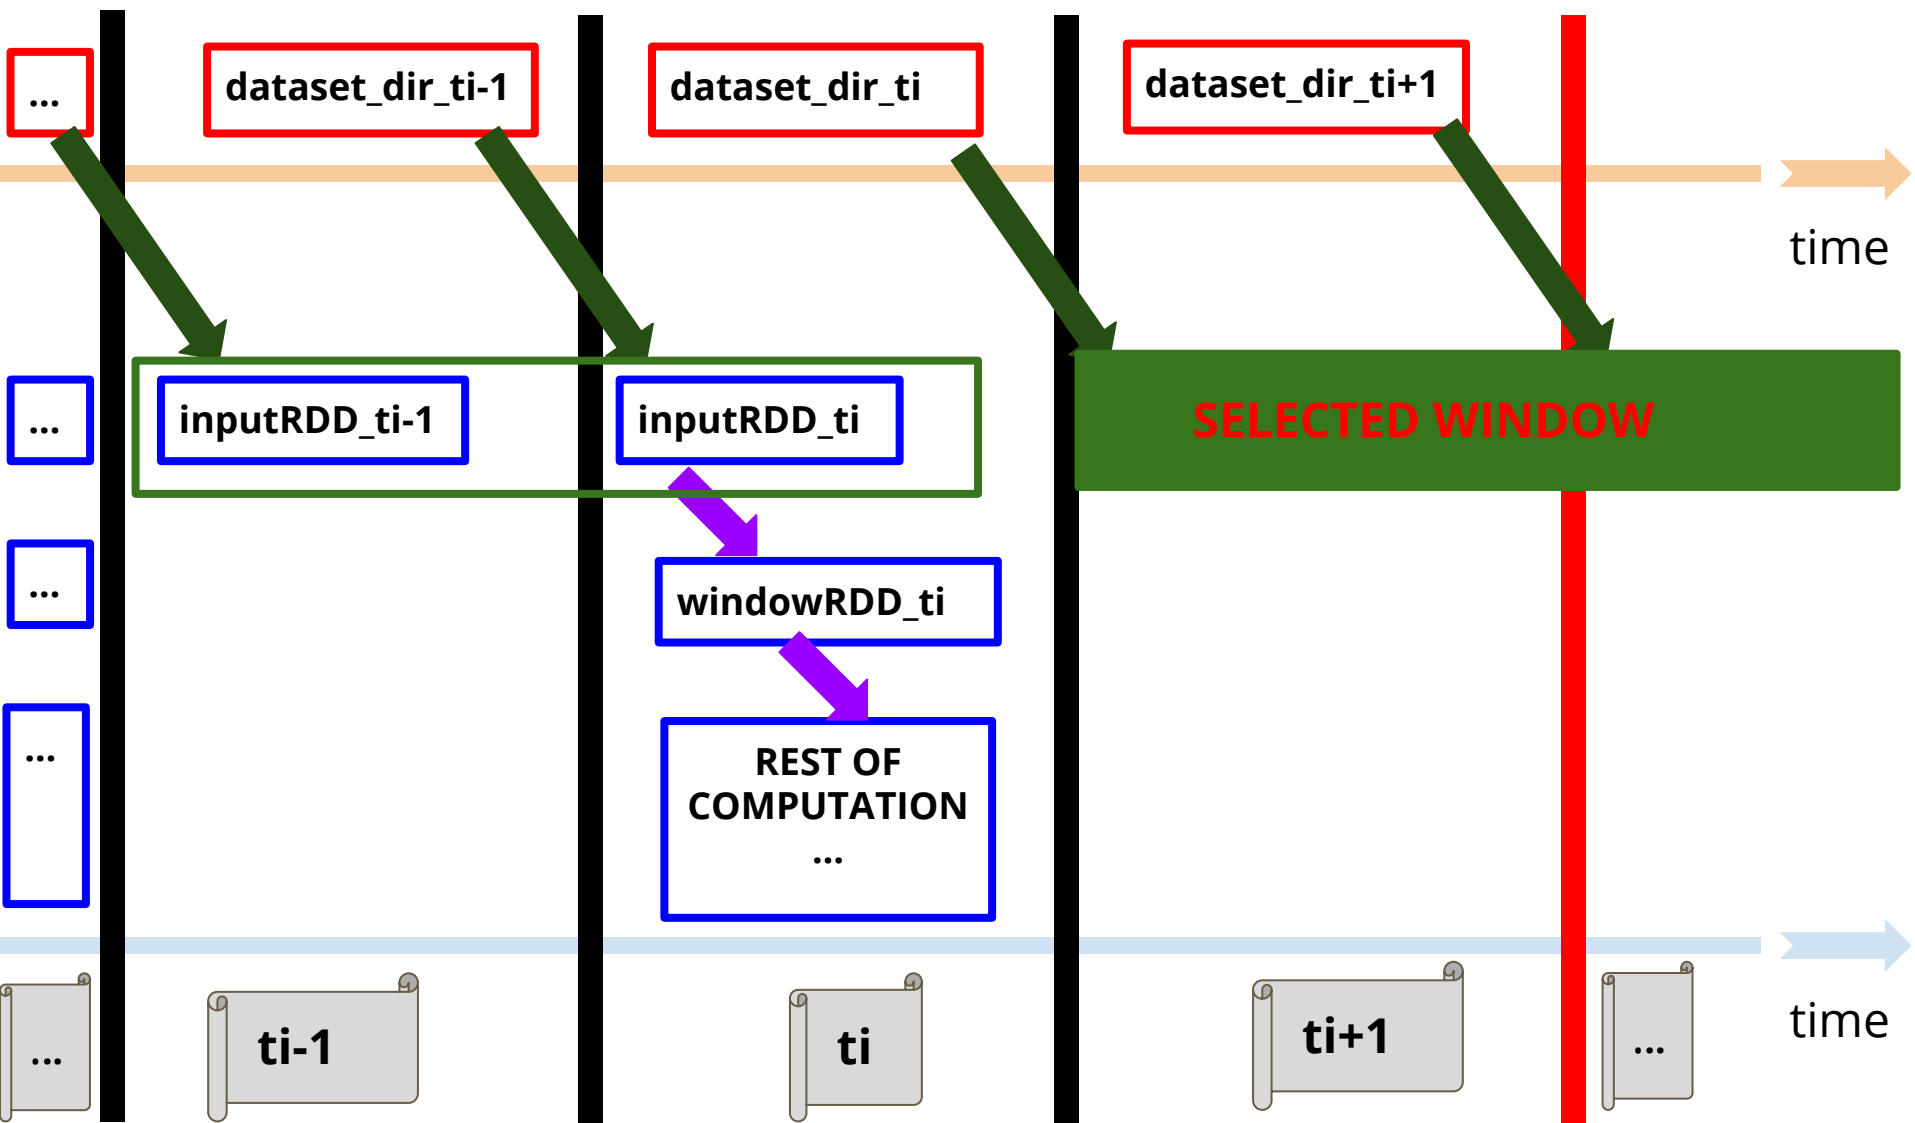 ...
dataset_dir_ti-1
dataset_dir_ti
dataset_dir_ti+1
time
...
inputRDD_ti-1
inputRDD_ti
SELECTED WINDOW
...
windowRDD_ti
...
REST OF
COMPUTATION
...
...
ti-1
ti
ti+1
...
time